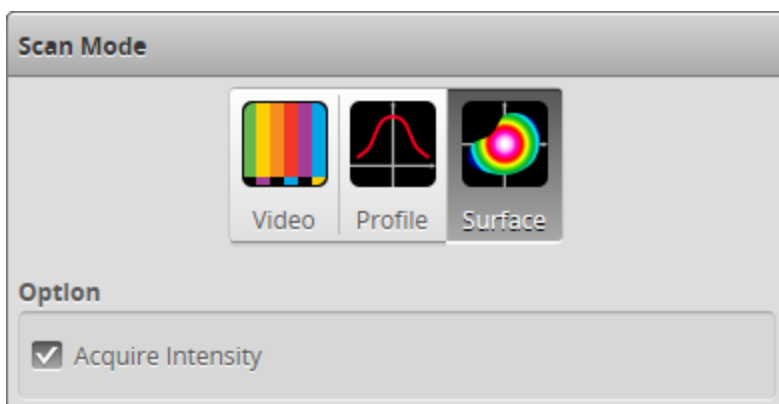 Scan Mode
Video Profile Surface
Option
Acquire Intensity